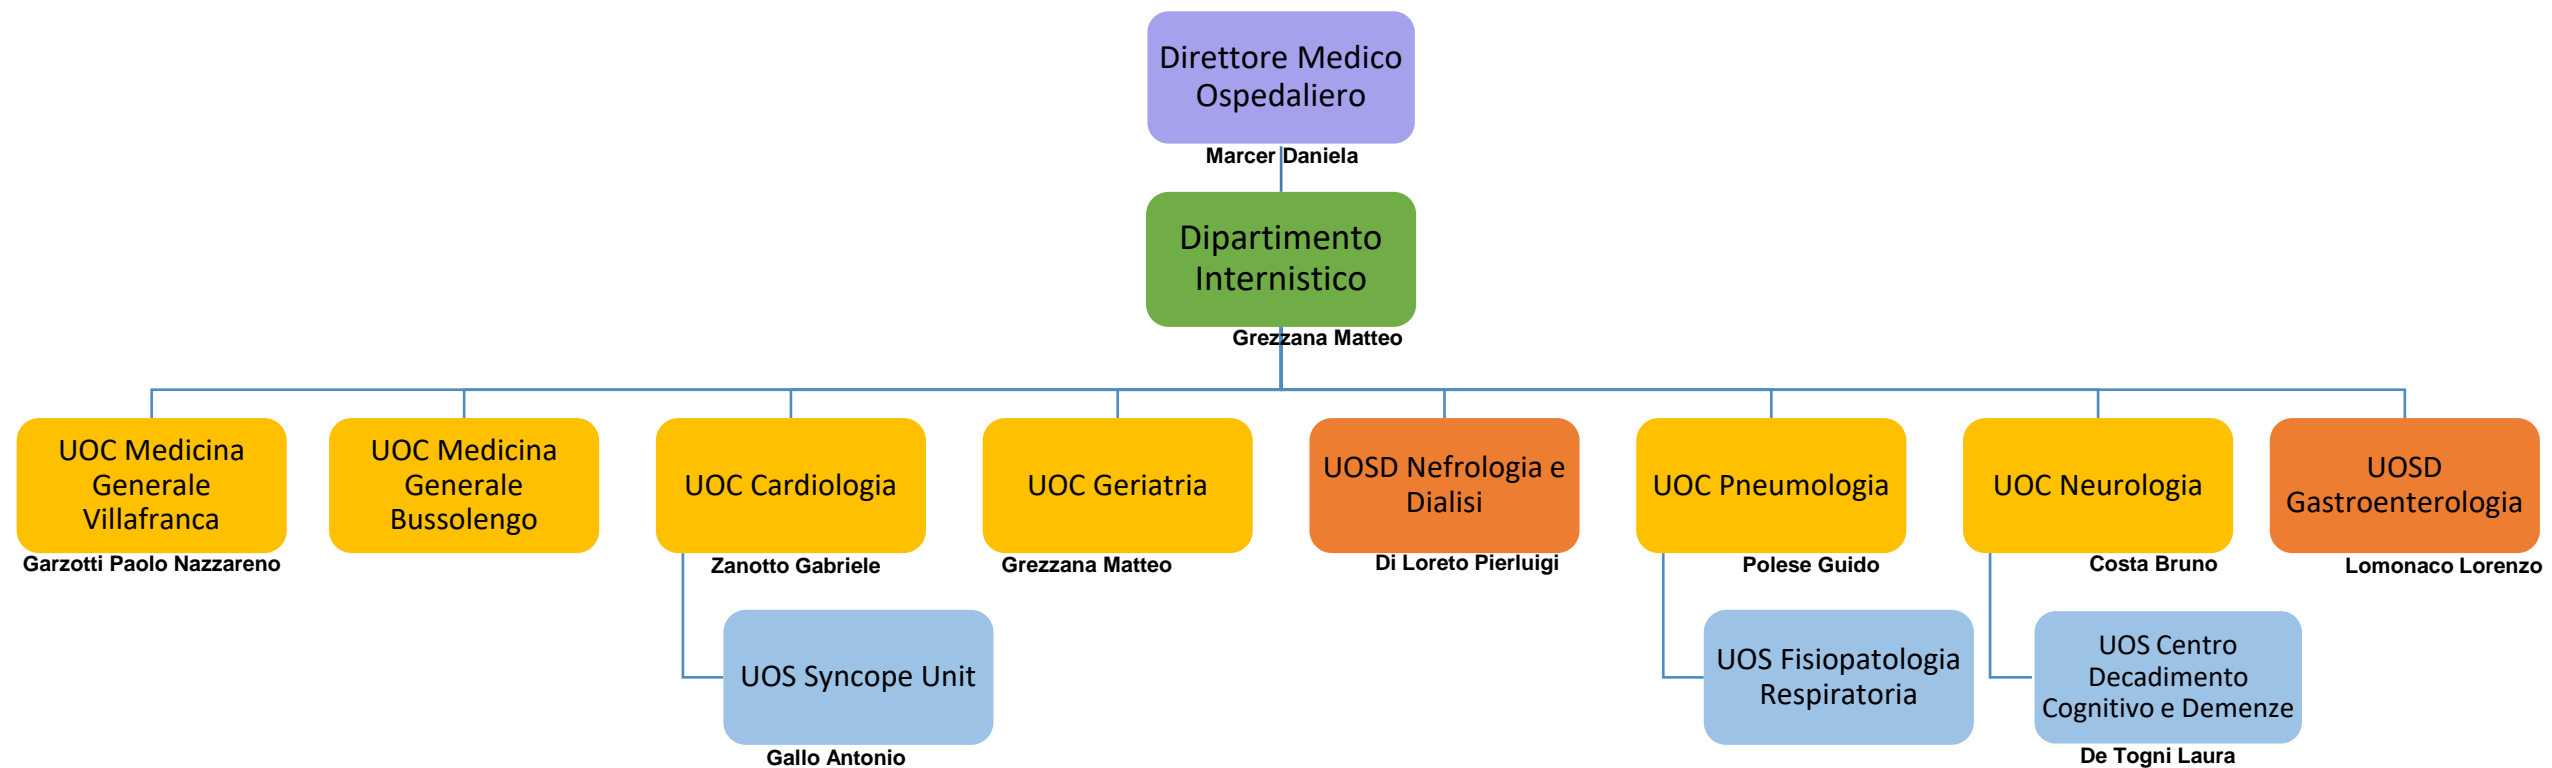 Direttore Medico
Ospedaliero
Marcer Daniela
Dipartimento
Internistico
Grezzana Matteo
UOC Medicina
Generale
Villafranca
Garzotti Paolo Nazzareno
UOC Medicina
Generale
Bussolengo
UOC Cardiologia
Zanotto Gabriele
UOS Syncope Unit
Gallo Antonio
UOC Geriatria
Grezzana Matteo
UOSD Nefrologia e
Dialisi
Di Loreto Pierluigi
UOC Pneumologia
Polese Guido
UOS Fisiopatologia
Respiratoria
UOC Neurologia
Costa Bruno
UOS Centro
Decadimento
Cognitivo e Demenze
De Togni Laura
UOSD
Gastroenterologia
Lomonaco Lorenzo